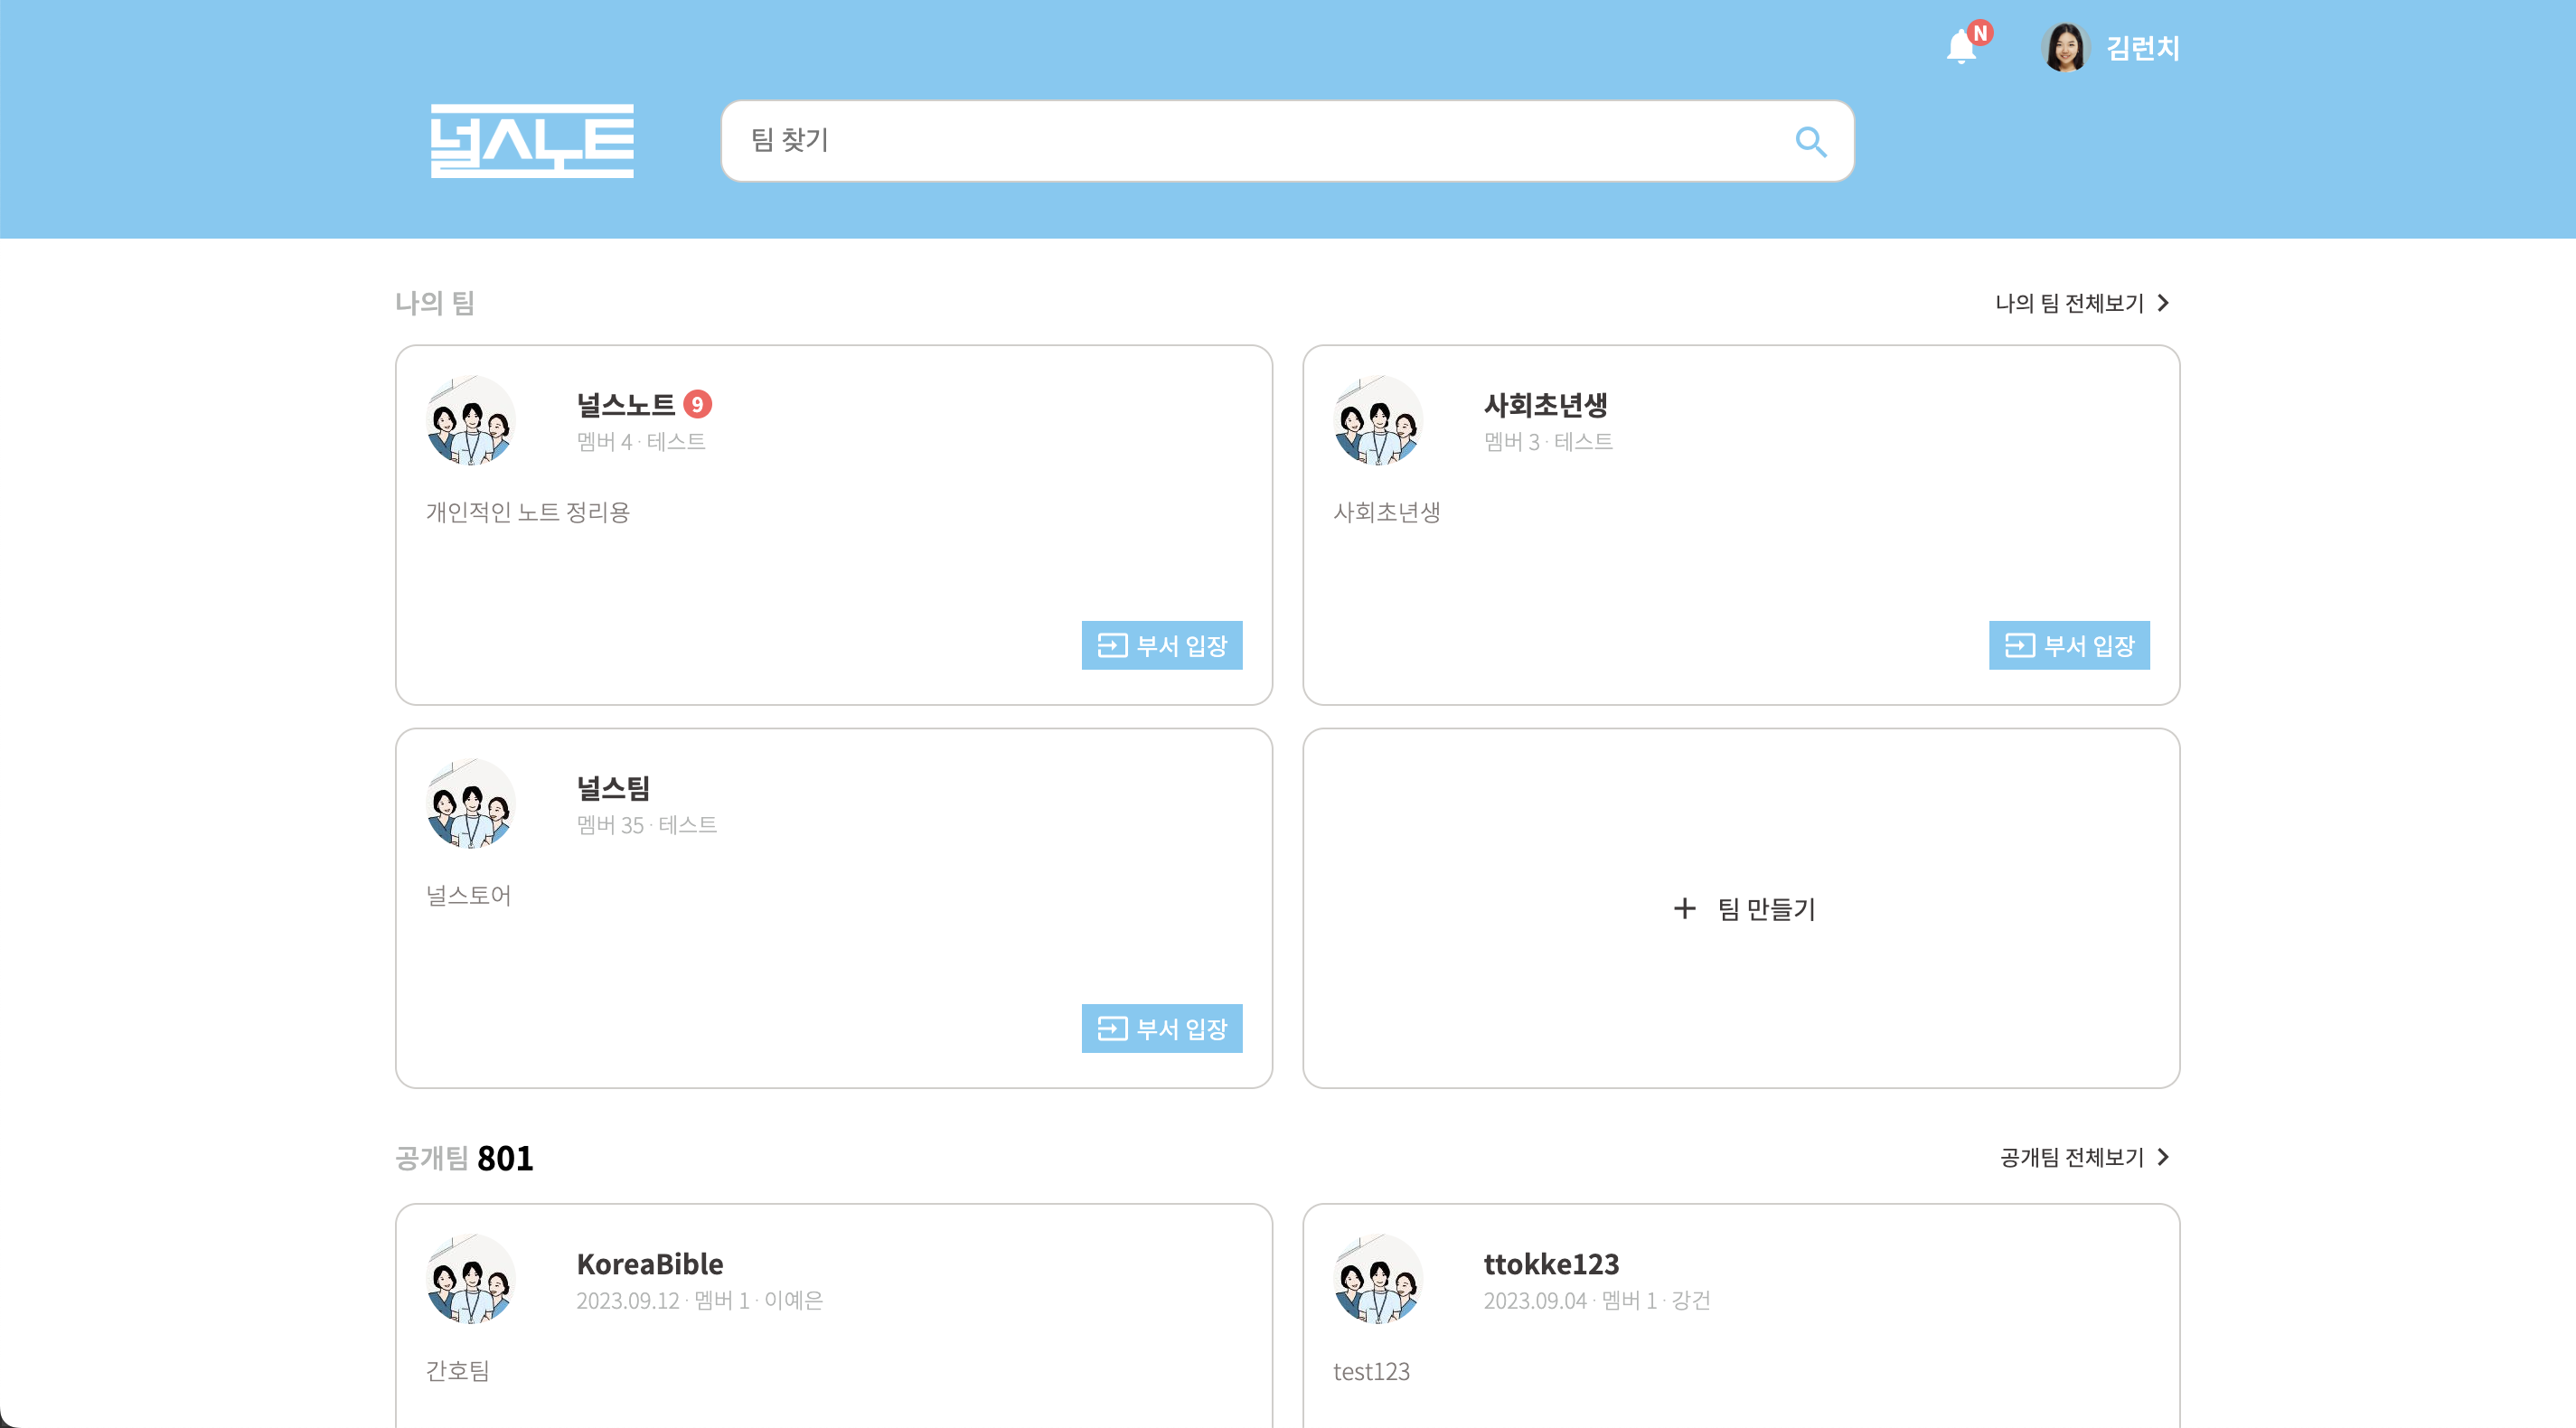 N
김런치
널스노트
팀 찾기
나의 팀
나의 팀 전체보기
널스노트 9
멤버 4 · 테스트
개인적인 노트 정리용
부서 입장
사회초년생
멤버 3 · 테스트
사회초년생
부서 입장
널스팀
멤버 35 · 테스트
널스토어
부서 입장
팀 만들기
공개팀 801
공개팀 전체보기
KoreaBible
2023.09.12 · 멤버 1 · 이예은
간호팀
ttokke123
2023.09.04 · 멤버 1 · 강건
test123